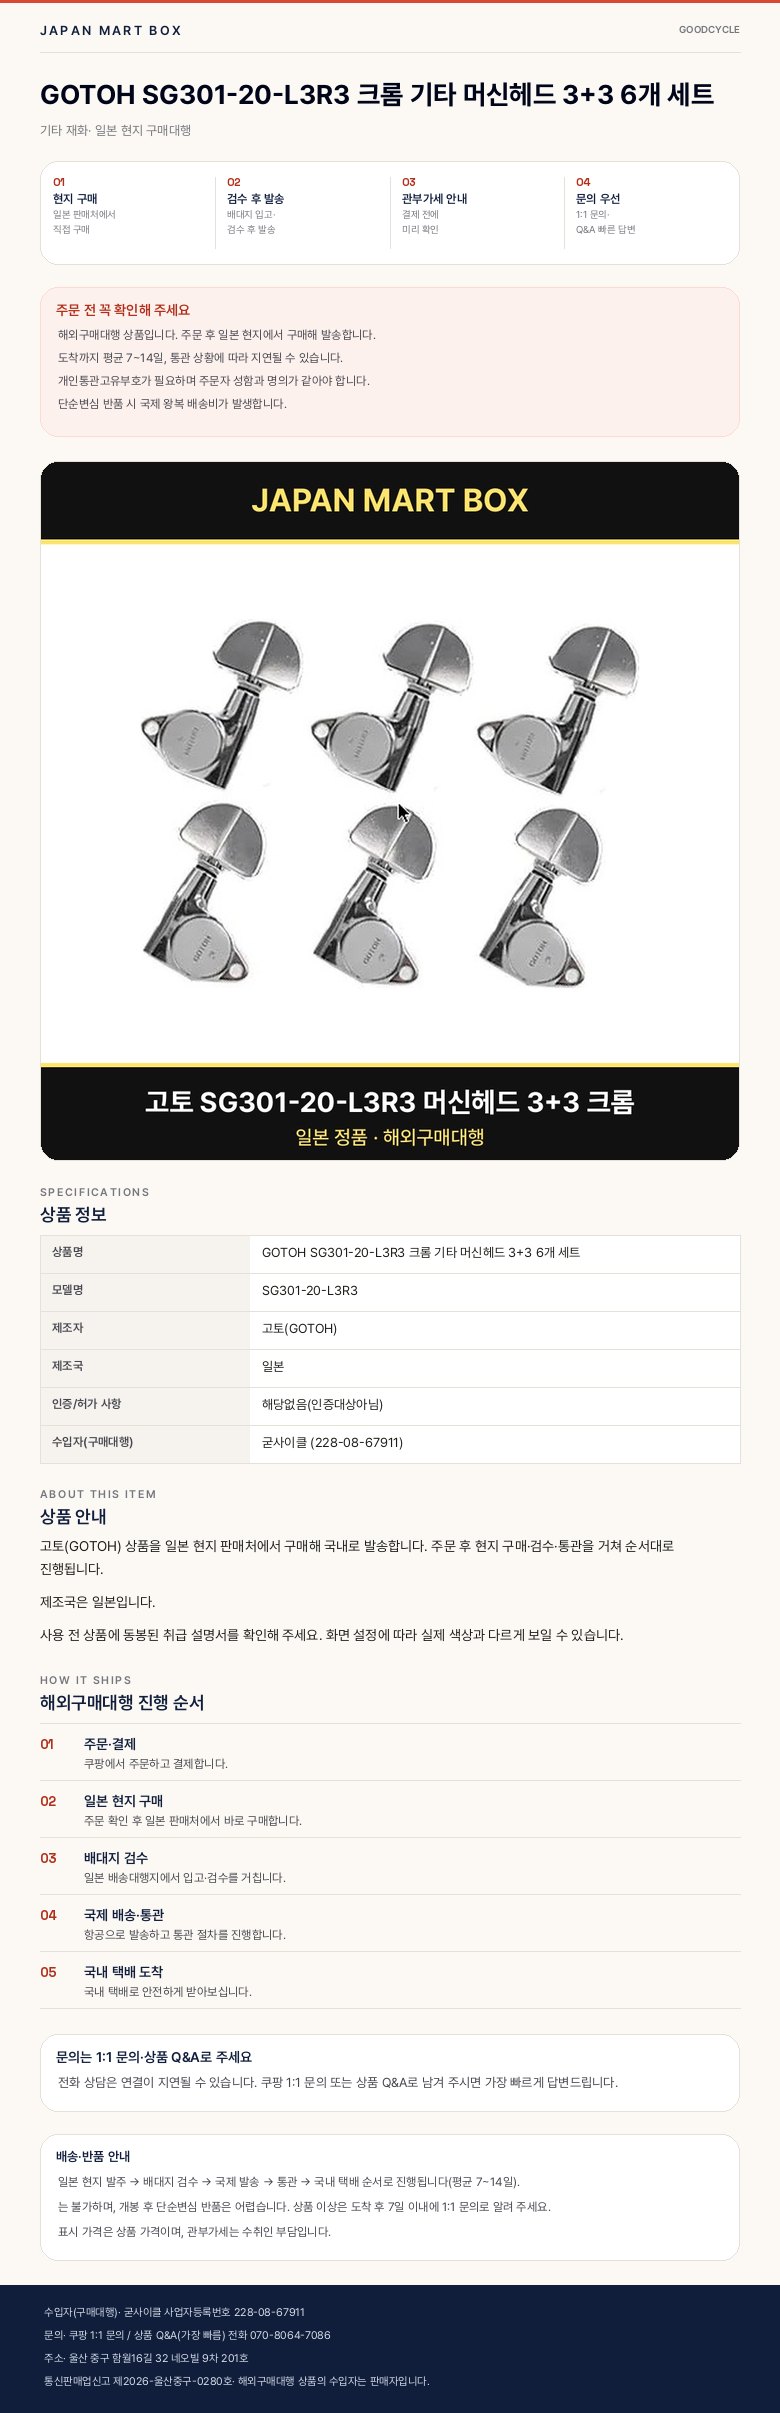 JAPAN MART BOX
GOODCYCLE
GOTOH SG301-20-L3R3 크롬 기타 머신헤드 3+3 6개 세트
기타 재화· 일본 현지 구매대행
01
현지 구매
일본 판매처에서
직접 구매
02
검수 후 발송
배대지 입고·
검수 후 발송
03
관부가세 안내
결제 전에
미리 확인
04
문의 우선
1:1 문의·
Q&A 빠른 답변
주문 전 꼭 확인해 주세요
해외구매대행 상품입니다. 주문 후 일본 현지에서 구매해 발송합니다.
도착까지 평균 7~14일, 통관 상황에 따라 지연될 수 있습니다.
개인통관고유부호가 필요하며 주문자 성함과 명의가 같아야 합니다.
단순변심 반품 시 국제 왕복 배송비가 발생합니다.
JAPAN MART BOX
GOTOH
GOTOH
GOTOH
GOTOH
GOTOH
GOTOH
고토 SG301-20-L3R3 머신헤드 3+3 크롬
일본 정품 · 해외구매대행
SPECIFICATIONS
상품 정보
상품명 GOTOH SG301-20-L3R3 크롬 기타 머신헤드 3+3 6개 세트
모델명 SG301-20-L3R3
제조자 고토(GOTOH)
제조국 일본
인증/허가 사항 해당없음(인증대상아님)
수입자(구매대행) 굳사이클 (228-08-67911)
ABOUT THIS ITEM
상품 안내
고토(GOTOH) 상품을 일본 현지 판매처에서 구매해 국내로 발송합니다. 주문 후 현지 구매·검수·통관을 거쳐 순서대로
진행됩니다.
제조국은 일본입니다.
사용 전 상품에 동봉된 취급 설명서를 확인해 주세요. 화면 설정에 따라 실제 색상과 다르게 보일 수 있습니다.
HOW IT SHIPS
해외구매대행 진행 순서
01 주문·결제
쿠팡에서 주문하고 결제합니다.
02 일본 현지 구매
주문 확인 후 일본 판매처에서 바로 구매합니다.
03 배대지 검수
일본 배송대행지에서 입고·검수를 거칩니다.
04 국제 배송·통관
항공으로 발송하고 통관 절차를 진행합니다.
05 국내 택배 도착
국내 택배로 안전하게 받아보십니다.
문의는 1:1 문의·상품 Q&A로 주세요
전화 상담은 연결이 지연될 수 있습니다. 쿠팡 1:1 문의 또는 상품 Q&A로 남겨 주시면 가장 빠르게 답변드립니다.
배송·반품 안내
일본 현지 발주 → 배대지 검수 → 국제 발송 → 통관 → 국내 택배 순서로 진행됩니다(평균 7~14일).
는 불가하며, 개봉 후 단순변심 반품은 어렵습니다. 상품 이상은 도착 후 7일 이내에 1:1 문의로 알려 주세요.
표시 가격은 상품 가격이며, 관부가세는 수취인 부담입니다.
수입자(구매대행)· 굳사이클 사업자등록번호 228-08-67911
문의· 쿠팡 1:1 문의 / 상품 Q&A(가장 빠름) 전화 070-8064-7086
주소· 울산 중구 함월16길 32 네오빌 9차 201호
통신판매업신고 제2026-울산중구-0280호· 해외구매대행 상품의 수입자는 판매자입니다.